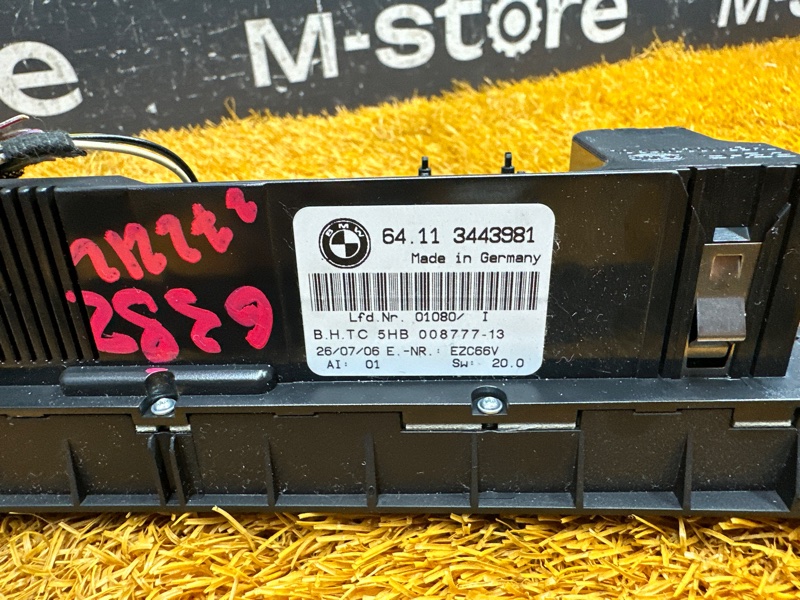 M-store
BMW
64.11 3443981
Made in Germany
Lfd.Nr. 01080/ I
B.H.TC 5HB 008777-13
26/07/06 E.-NR.: EZC66V
AI: 01 SW: 20.0